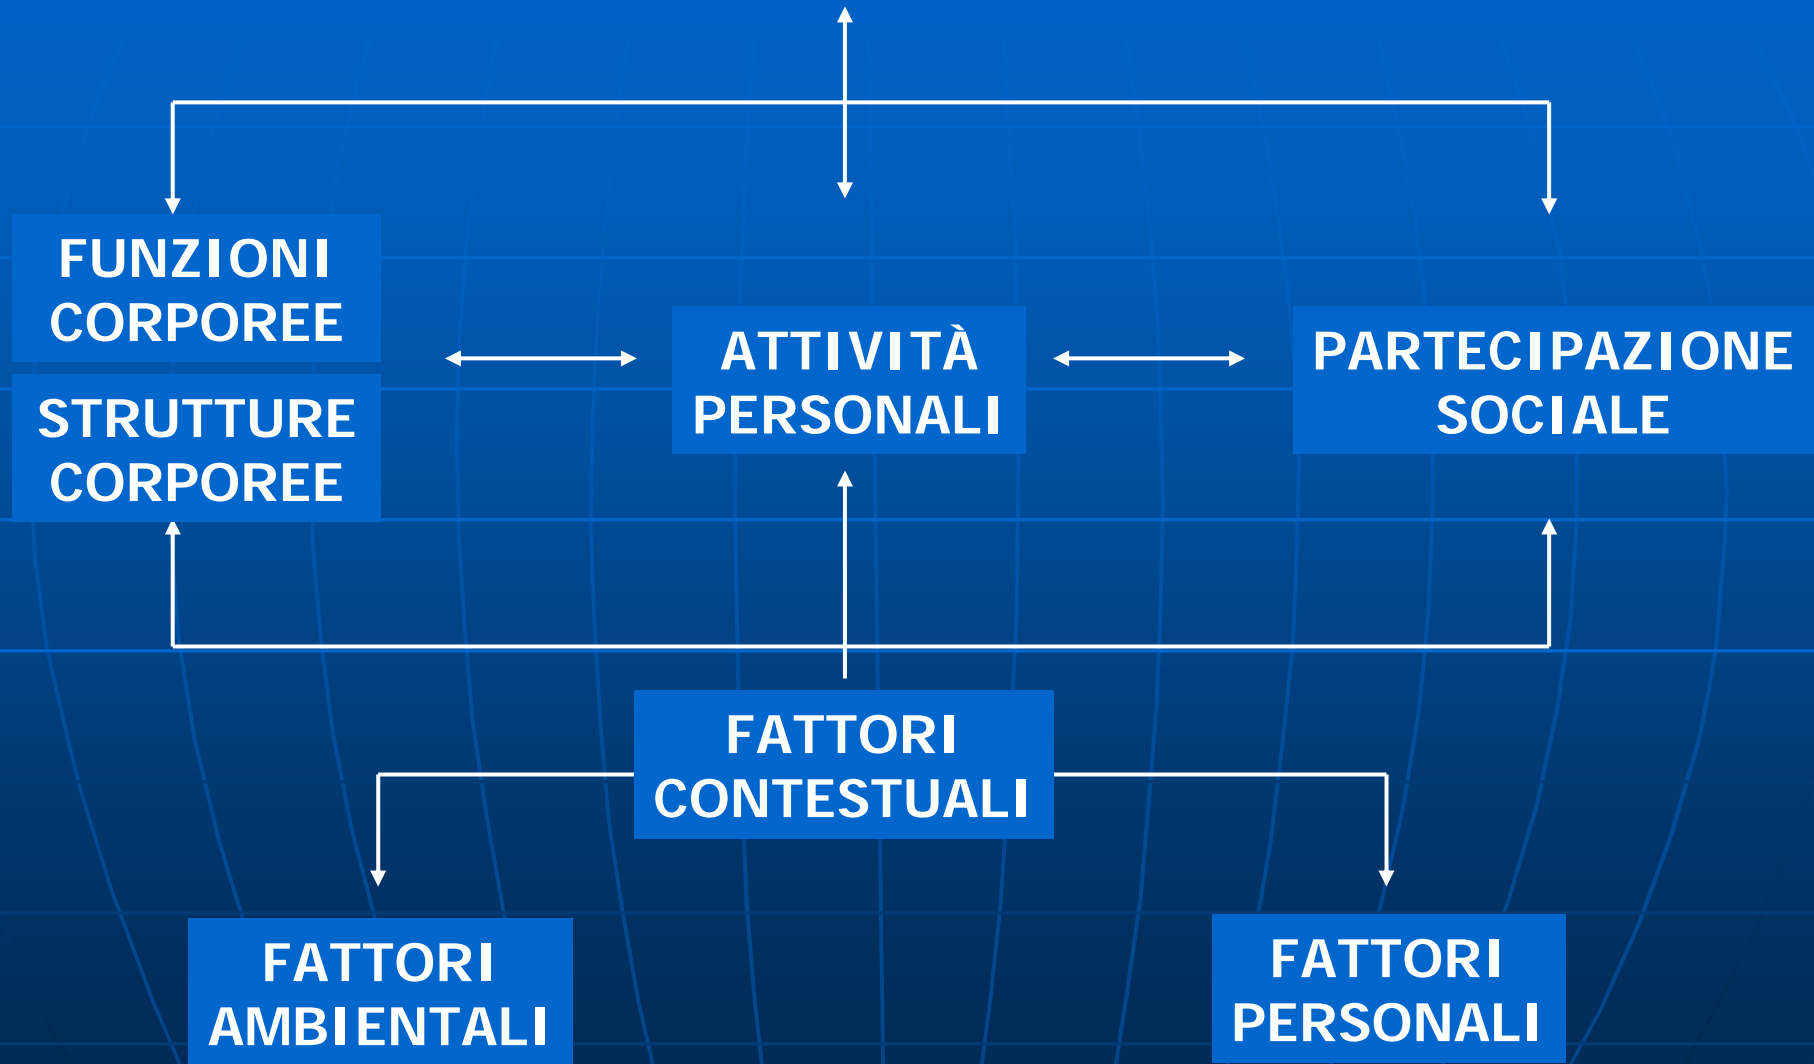 FUNZIONI
CORPOREE
STRUTTURE
CORPOREE
ATTIVITÀ
PERSONALI
PARTECIPAZIONE
SOCIALE
FATTORI
CONTESTUALI
FATTORI
AMBIENTALI
FATTORI
PERSONALI